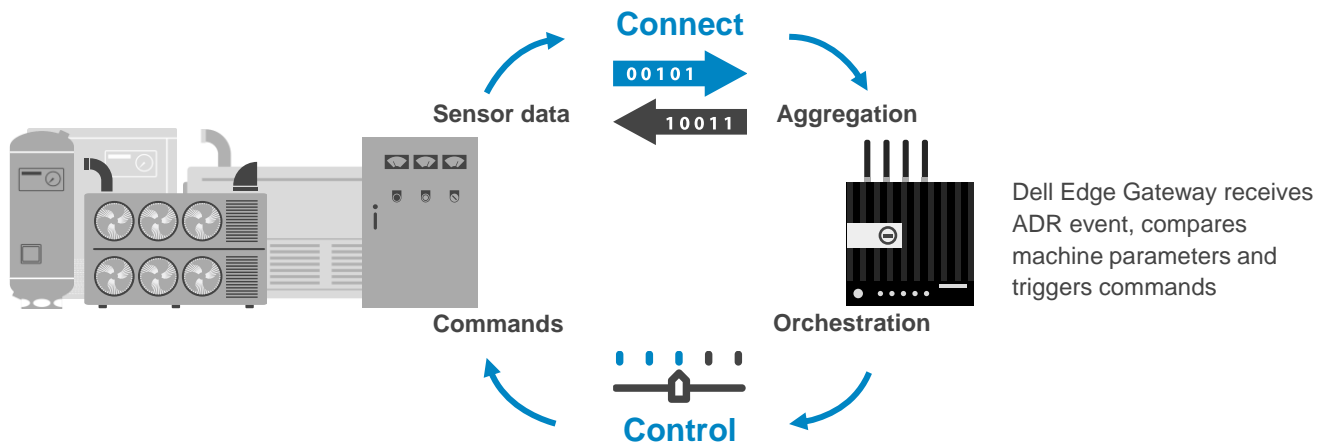 Connect
00101
Sensor data
10011
Aggregation
Dell Edge Gateway receives
ADR event, compares
machine parameters and
triggers commands
Commands
Orchestration
Control